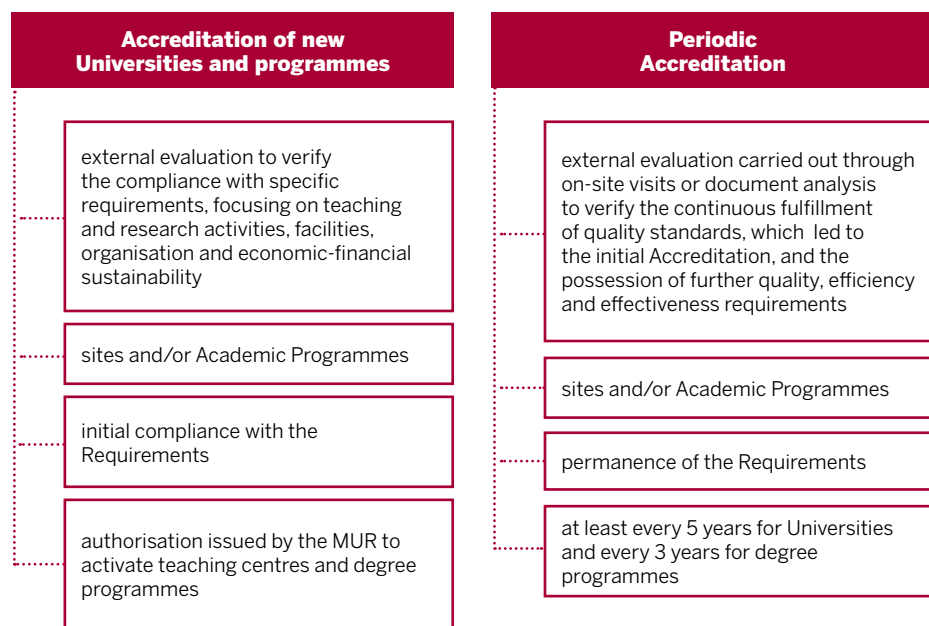 Accreditation of new
Universities and programmes
external evaluation to verify
the compliance with specific
requirements, focusing on teaching
and research activities, facilities,
organisation and economic-financial
sustainability
sites and/or Academic Programmes
initial compliance with the
Requirements
authorisation issued by the MUR to
activate teaching centres and degree
programmes
Periodic
Accreditation
external evaluation carried out through
on-site visits or document analysis
to verify the continuous fulfillment
of quality standards, which led to
the initial Accreditation, and the
possession of further quality, efficiency
and effectiveness requirements
sites and/or Academic Programmes
permanence of the Requirements
at least every 5 years for Universities
and every 3 years for degree
programmes